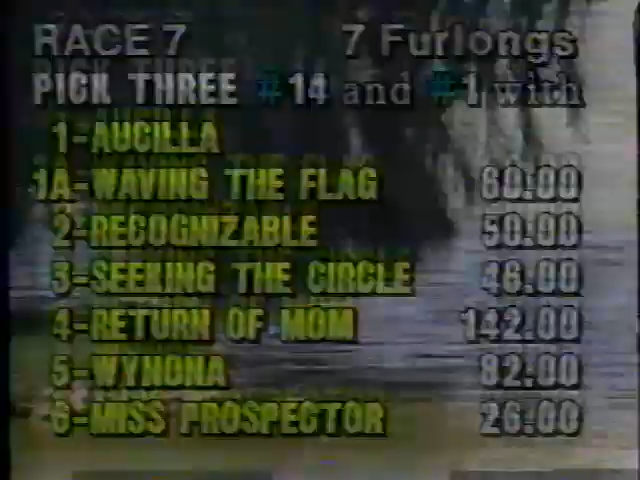 RACE 7 7 Furlongs
PICK THREE #14 and #1 with
1-AUCILLA
1A-WAVING THE FLAG 60.00
2-RECOGNIZABLE 50.00
3-SEEKING THE CIRCLE 46.00
4-RETURN OF MOM 142.00
5-WYNONA 82.00
6-MISS PROSPECTOR 26.00